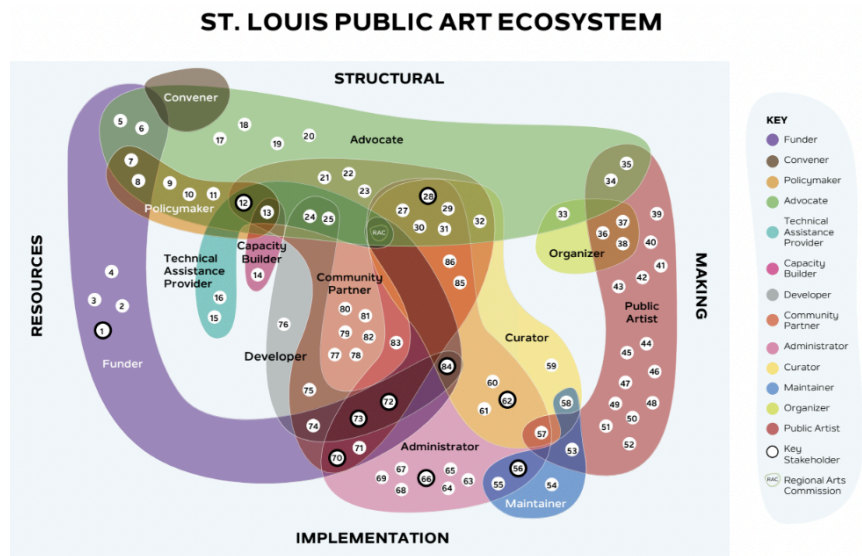 ST. LOUIS PUBLIC ART ECOSYSTEM
STRUCTURAL
RESOURCES
MAKING
IMPLEMENTATION
Convener
5
6
17
18
19
20
Advocate
7
8
9
10
11
12
13
Policymaker
21
22
23
24
25
RAC
27
28
29
30
31
32
33
34
35
36
37
38
39
40
41
42
43
Organizer
Public
Artist
Technical
Assistance
Provider
Capacity
Builder
14
15
16
4
3
2
1
Funder
Developer
76
Community
Partner
80
81
79
82
77
78
83
86
85
Curator
84
75
74
73
72
71
70
59
60
61
62
58
57
53
44
45
46
47
48
49
50
51
52
Administrator
69
67
68
66
65
64
63
56
55
54
Maintainer
KEY
Funder
Convener
Policymaker
Advocate
Technical
Assistance
Provider
Capacity
Builder
Developer
Community
Partner
Administrator
Curator
Maintainer
Organizer
Public Artist
Key
Stakeholder
RAC
Regional Arts
Commission